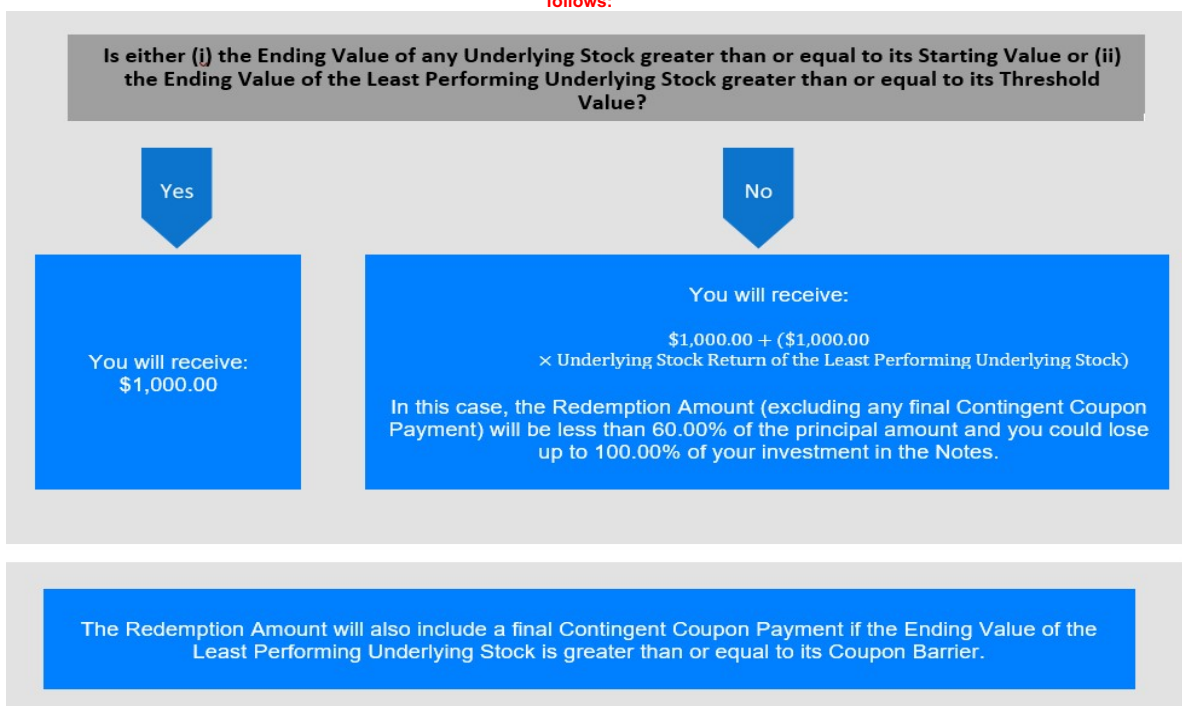 follows:
Is either (i) the Ending Value of any Underlying Stock greater than or equal to its Starting Value or (ii)
the Ending Value of the Least Performing Underlying Stock greater than or equal to its Threshold
Value?
Yes
No
You will receive:
$1,000.00
You will receive:
$1,000.00 + ($1,000.00
× Underlying Stock Return of the Least Performing Underlying Stock)
In this case, the Redemption Amount (excluding any final Contingent Coupon
Payment) will be less than 60.00% of the principal amount and you could lose
up to 100.00% of your investment in the Notes.
The Redemption Amount will also include a final Contingent Coupon Payment if the Ending Value of the
Least Performing Underlying Stock is greater than or equal to its Coupon Barrier.